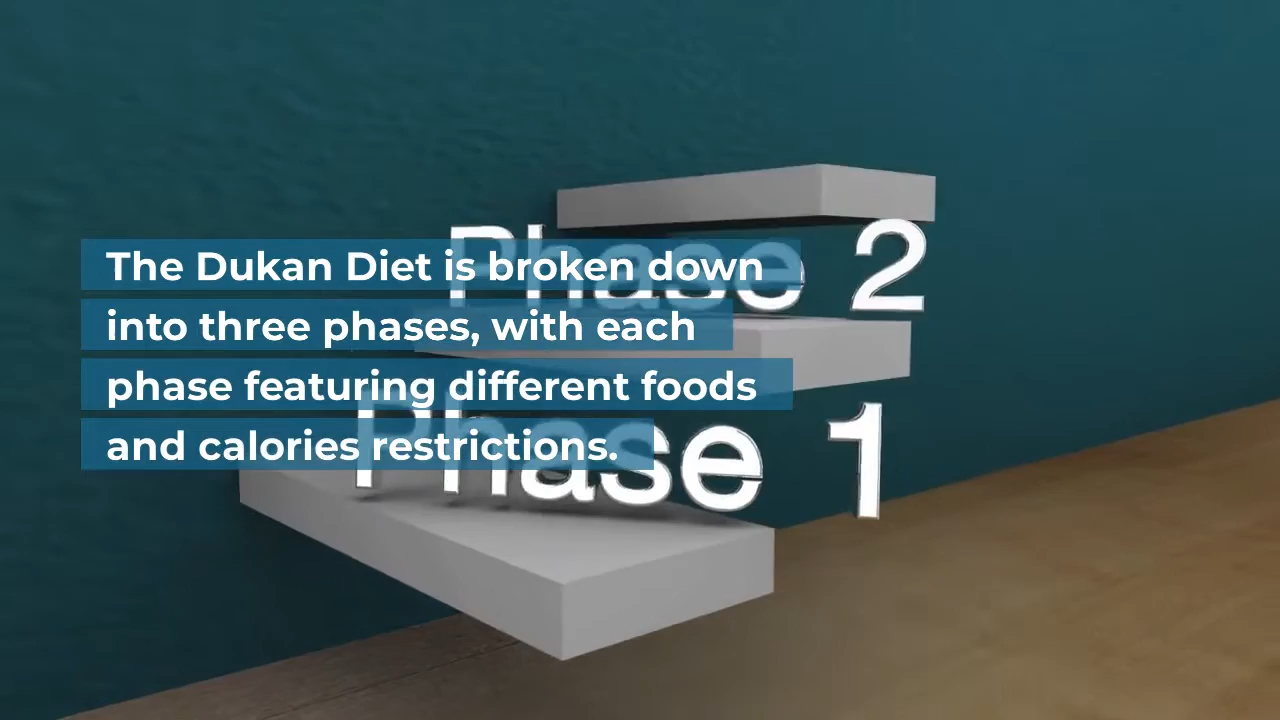 Phase 2
The Dukan Diet is broken down
into three phases, with each
phase featuring different foods
and calories restrictions.
Phase 1